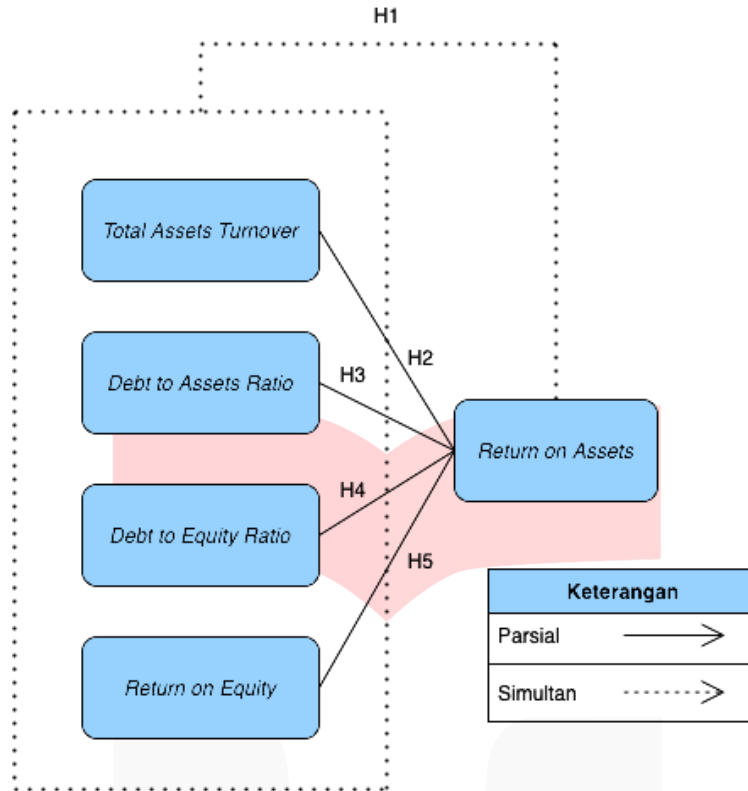 H1
Total Assets Turnover
H2
Debt to Assets Ratio
H3
Return on Assets
Debt to Equity Ratio
H4
H5
Return on Equity
Keterangan
Parsial
Simultan